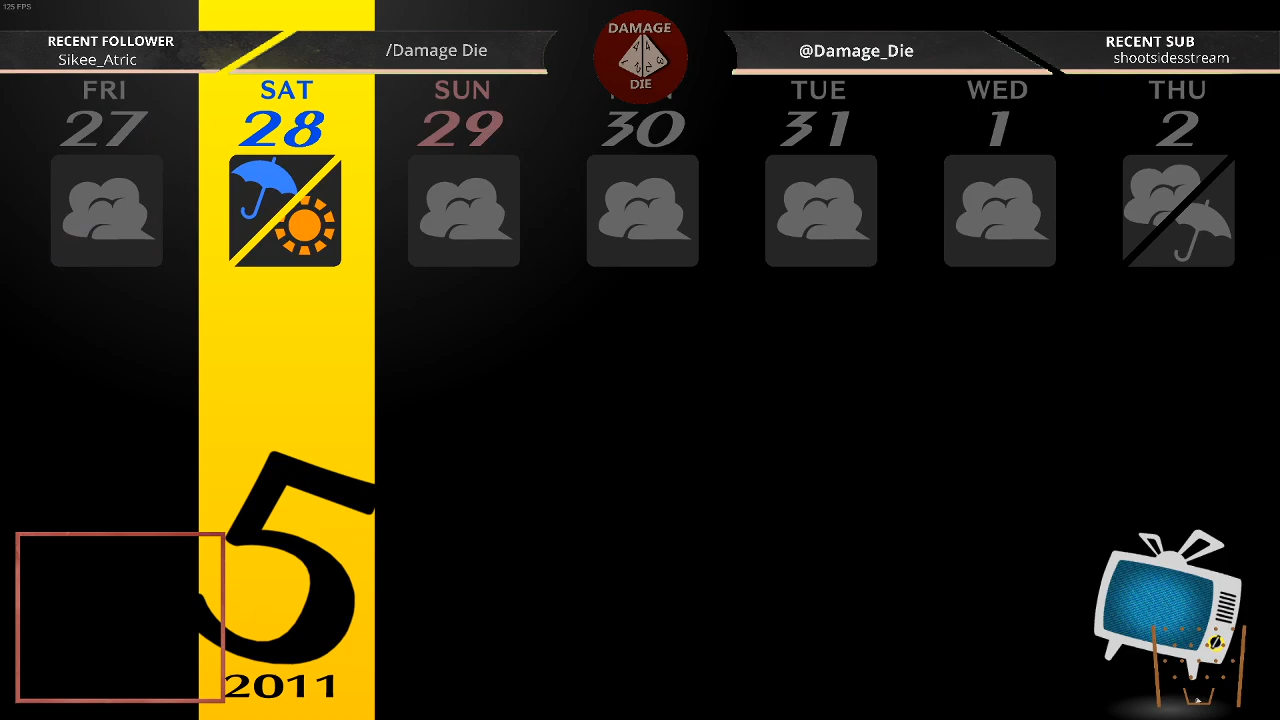 125 FPS
RECENT FOLLOWER
Sikee_Atric
/Damage Die
DAMAGE
DIE
@Damage_Die
RECENT SUB
shootsidesstream
FRI
SAT
SUN
TUE
WED
THU
27
28
29
30
31
1
2
5
2011